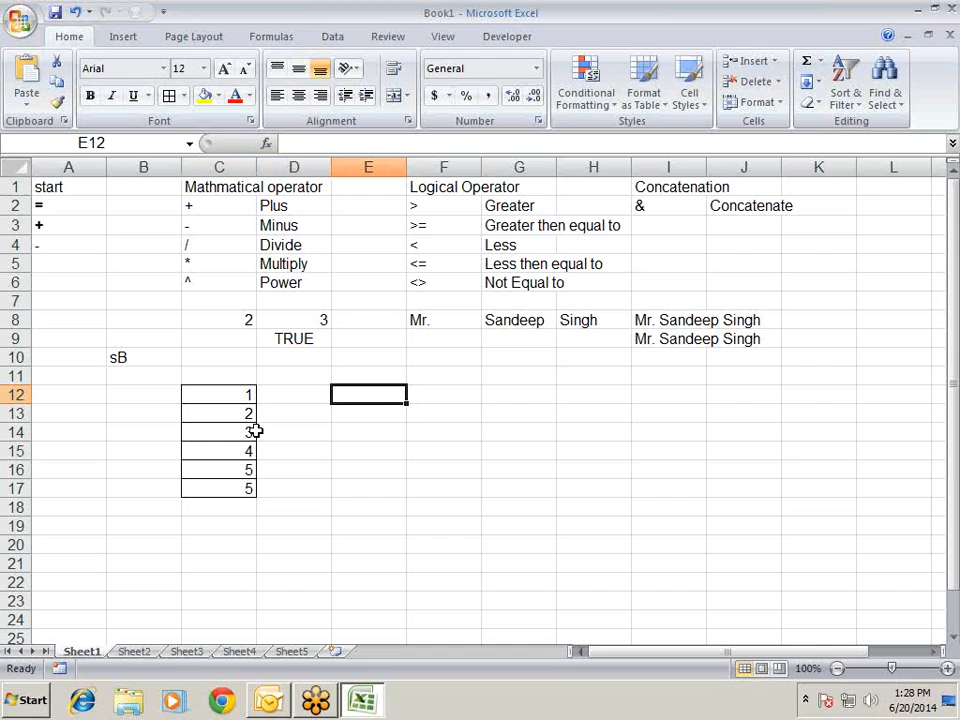 Book1 - Microsoft Excel
Home Insert Page Layout Formulas Data Review View Developer
Paste Arial 12 General Conditional Formatting Format as Table Cell Styles Insert Delete Format Sort & Filter Find & Select
B I U $ % ,
Clipboard Font Alignment Number Styles Cells Editing
E12 fx
A B C D E F G H I J K L
1 start Mathmatical operator Logical Operator Concatenation
2 = + Plus > Greater & Concatenate
3 + - Minus >= Greater then equal to
4 - / Divide < Less
5 * Multiply <= Less then equal to
6 ^ Power <> Not Equal to
7
8 2 3 Mr. Sandeep Singh Mr. Sandeep Singh
9 TRUE Mr. Sandeep Singh
10 sB
11
12 1
13 2
14 3
15 4
16 5
17 5
18
19
20
21
22
23
24
25
Sheet1 Sheet2 Sheet3 Sheet4 Sheet5
Ready 100%
Start 1:28 PM
6/20/2014